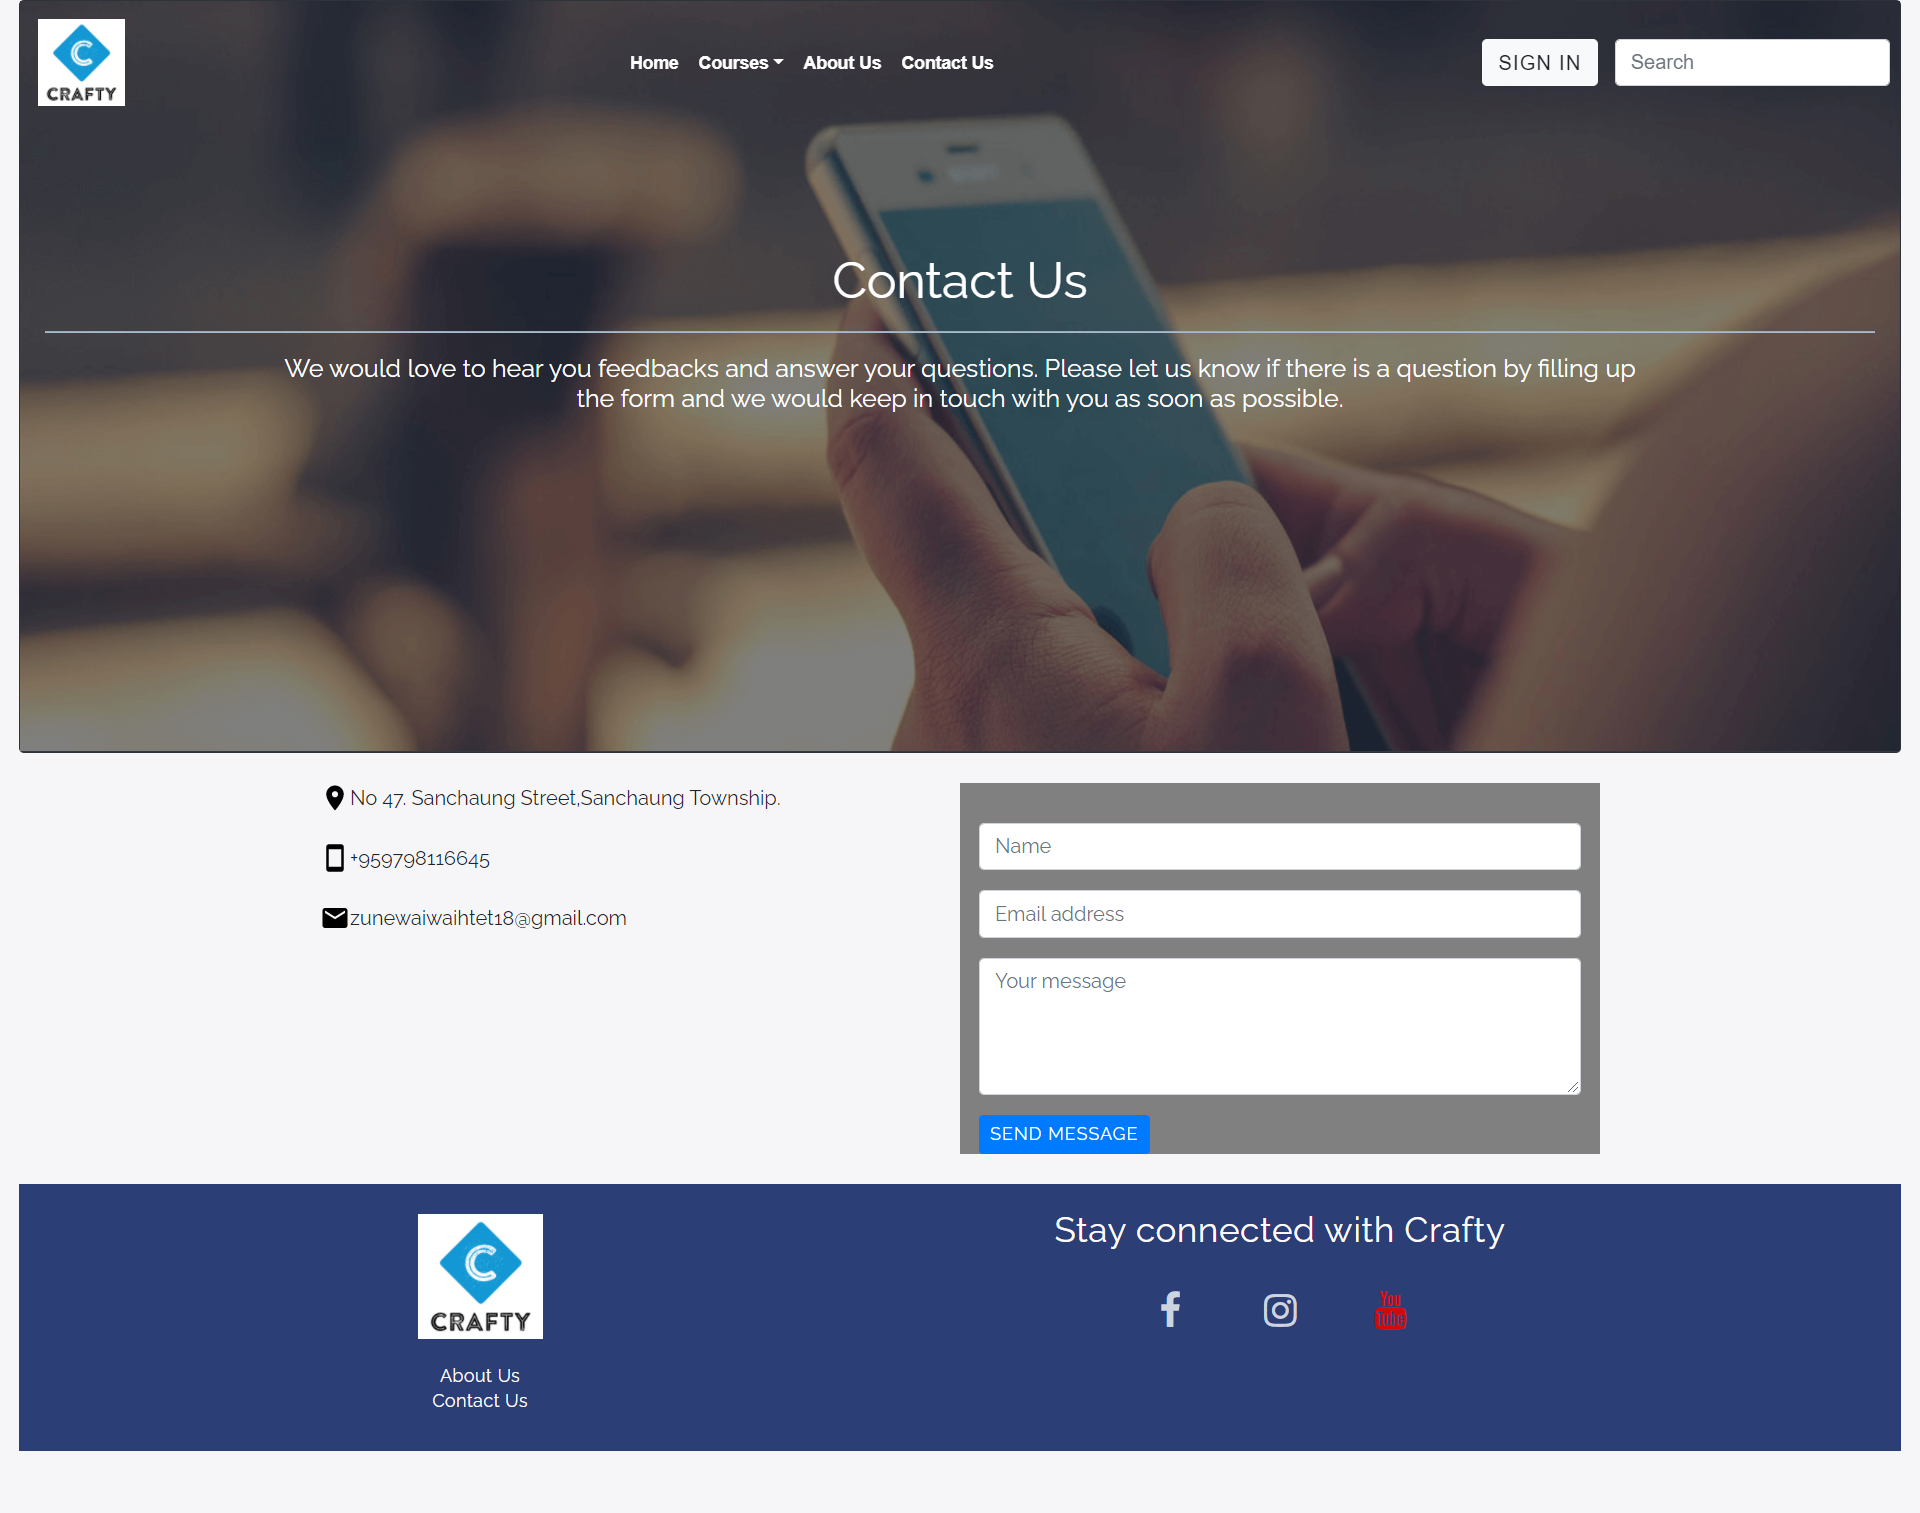 C
CRAFTY
Home Courses About Us Contact Us
SIGN IN
Search
Contact Us
We would love to hear you feedbacks and answer your questions. Please let us know if there is a question by filling up
the form and we would keep in touch with you as soon as possible.
No 47. Sanchaung Street,Sanchaung Township.
+959798116645
zunewaiwaihtet18@gmail.com
Name
Email address
Your message
SEND MESSAGE
C
CRAFTY
About Us
Contact Us
Stay connected with Crafty
You
Tube